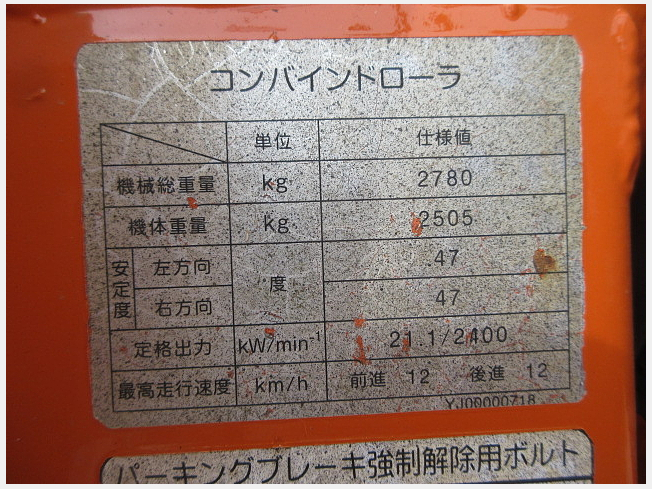 コンバインドローラ
単位 仕様値
機械総重量 kg 2780
機体重量 kg 2505
安定度 左方向 度 47
右方向 47
定格出力 kW/min⁻¹ 21.1/2400
最高走行速度 km/h 前進 12 後進 12
YJ00000718
パーキングブレーキ強制解除用ボルト